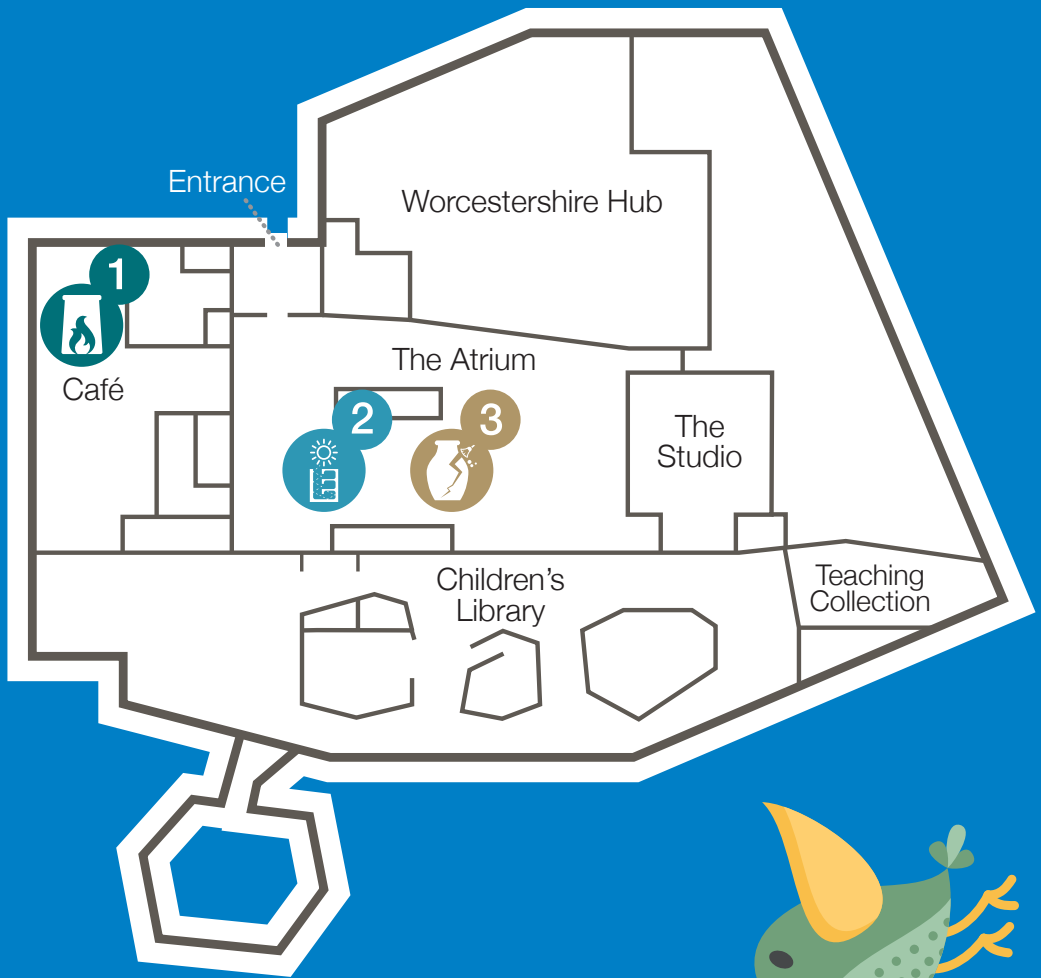 Entrance
Worcestershire Hub
1
The Atrium
Café
2
3
The
Studio
Children's
Library
Teaching
Collection